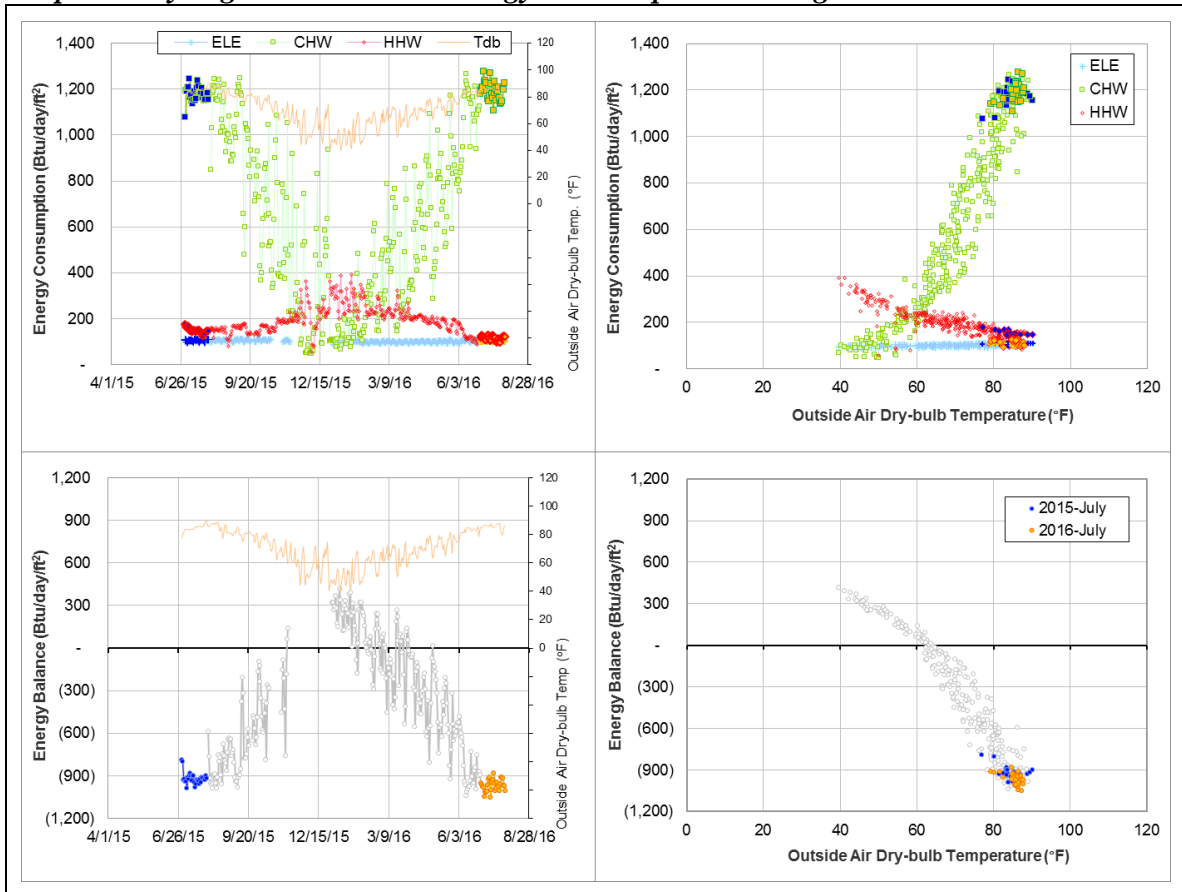 ELE CHW HHW Tdb
Energy Consumption (Btu/day/ft²)
1,400
1,200
1,000
800
600
400
200
-
120
100
80
60
40
20
0
Outside Air Dry-bulb Temp. (°F)
4/1/15 6/26/15 9/20/15 12/15/15 3/9/16 6/3/16 8/28/16
Energy Consumption (Btu/day/ft²)
1,400
1,200
1,000
800
600
400
200
-
ELE
CHW
HHW
0 20 40 60 80 100 120
Outside Air Dry-bulb Temperature (°F)
Energy Balance (Btu/day/ft²)
1,200
900
600
300
-
(300)
(600)
(900)
(1,200)
120
100
80
60
40
20
0
Outside Air Dry-bulb Temp (°F)
4/1/15 6/26/15 9/20/15 12/15/15 3/9/16 6/3/16 8/28/16
Energy Balance (Btu/day/ft²)
1,200
900
600
300
-
(300)
(600)
(900)
(1,200)
2015-July
2016-July
0 20 40 60 80 100 120
Outside Air Dry-bulb Temperature (°F)